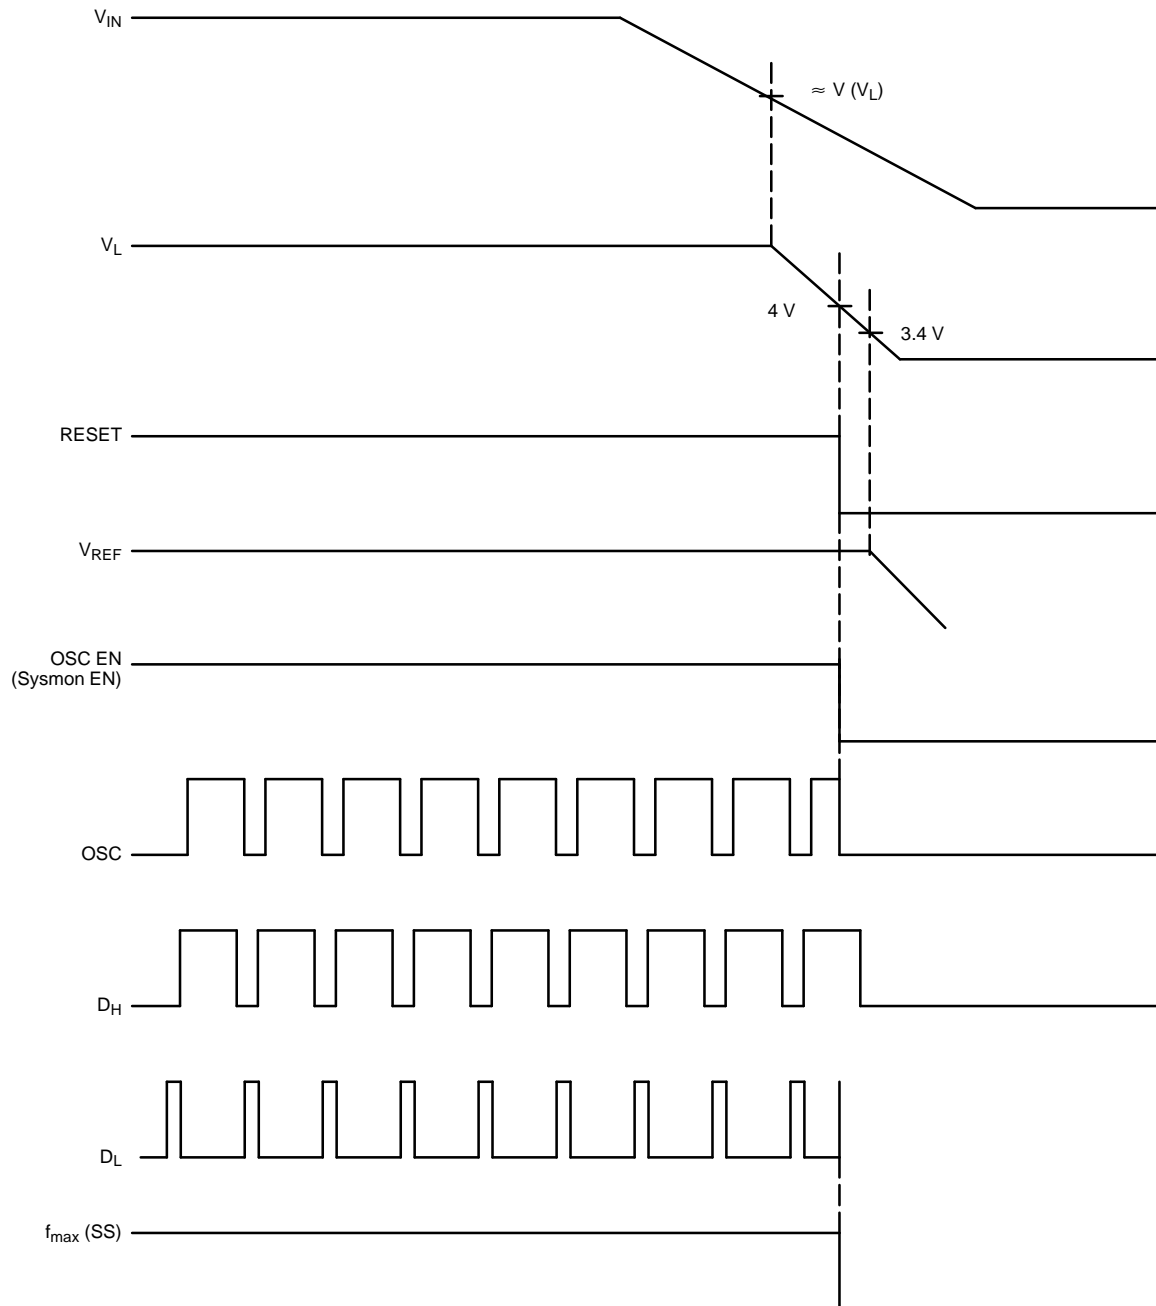 V_IN
≈ V (V_L)
V_L
4 V
3.4 V
RESET
V_REF
OSC EN
(Sysmon EN)
OSC
D_H
D_L
f_max (SS)